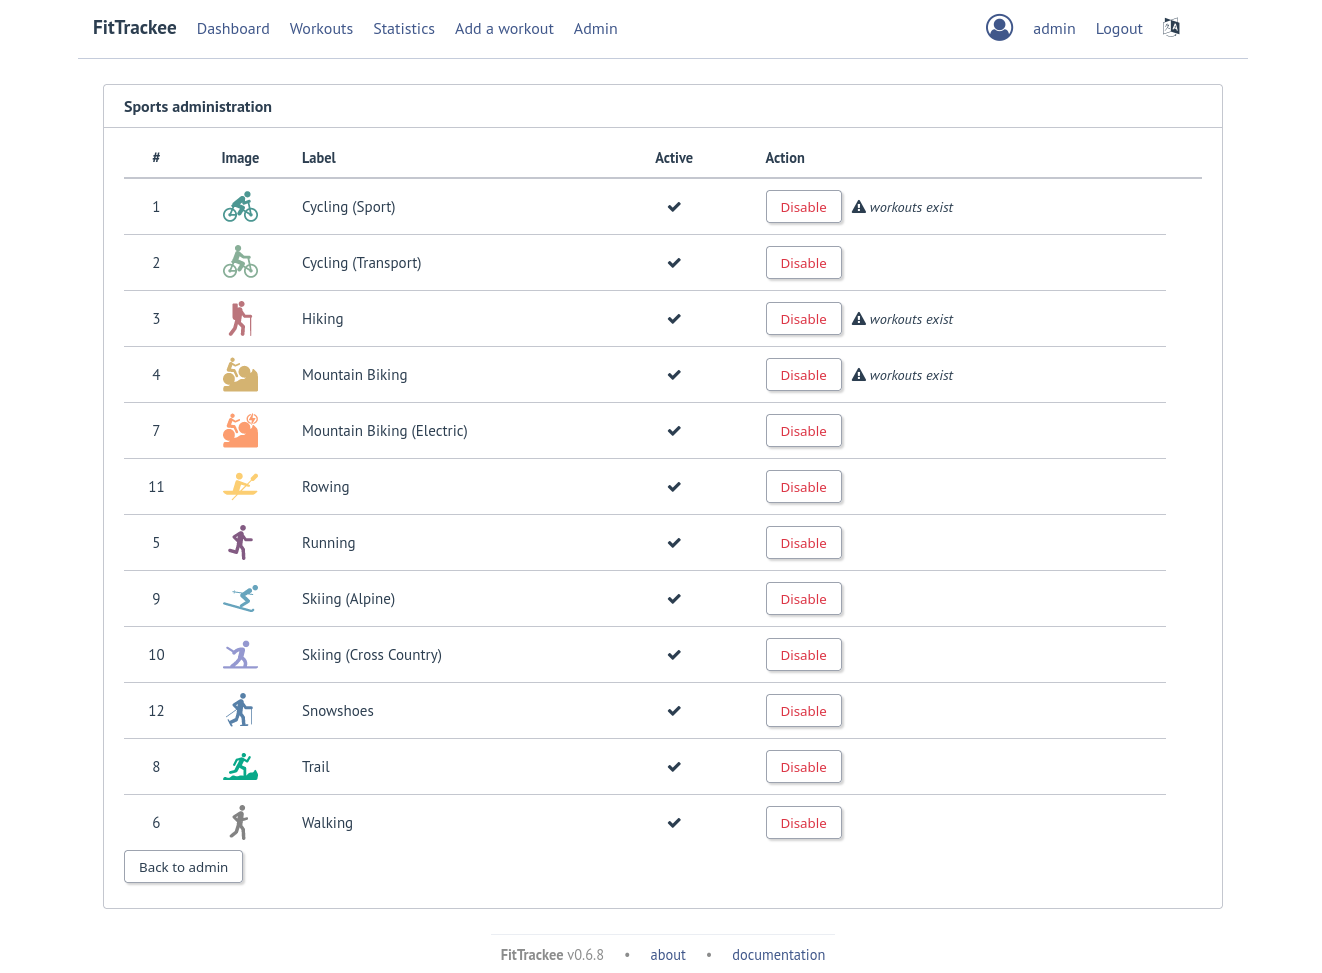 FitTrackee Dashboard Workouts Statistics Add a workout Admin admin Logout
Sports administration
# Image Label Active Action
1 Cycling (Sport) Disable workouts exist
2 Cycling (Transport) Disable
3 Hiking Disable workouts exist
4 Mountain Biking Disable workouts exist
7 Mountain Biking (Electric) Disable
11 Rowing Disable
5 Running Disable
9 Skiing (Alpine) Disable
10 Skiing (Cross Country) Disable
12 Snowshoes Disable
8 Trail Disable
6 Walking Disable
Back to admin
FitTrackee v0.6.8 • about • documentation